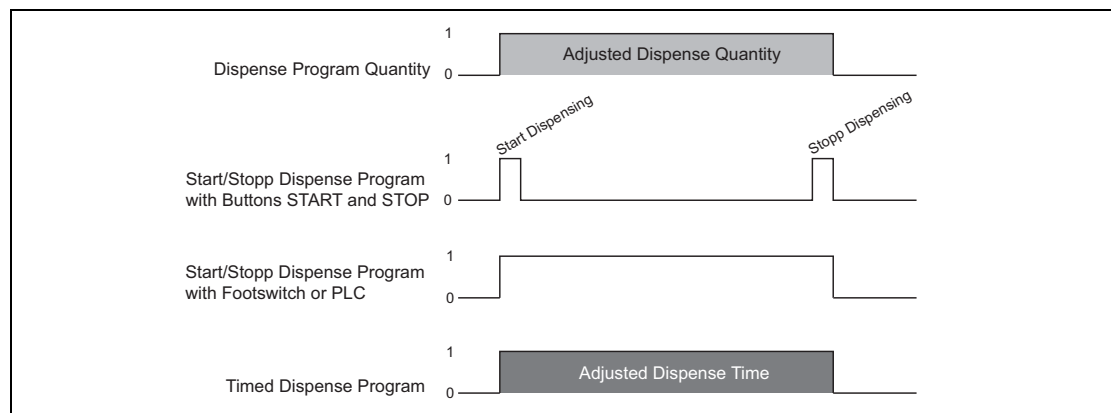 1
Adjusted Dispense Quantity
Dispense Program Quantity
0
Start Dispensing
Stopp Dispensing
1
Start/Stopp Dispense Program
with Buttons START and STOP
0
1
Start/Stopp Dispense Program
with Footswitch or PLC
0
1
Adjusted Dispense Time
Timed Dispense Program
0